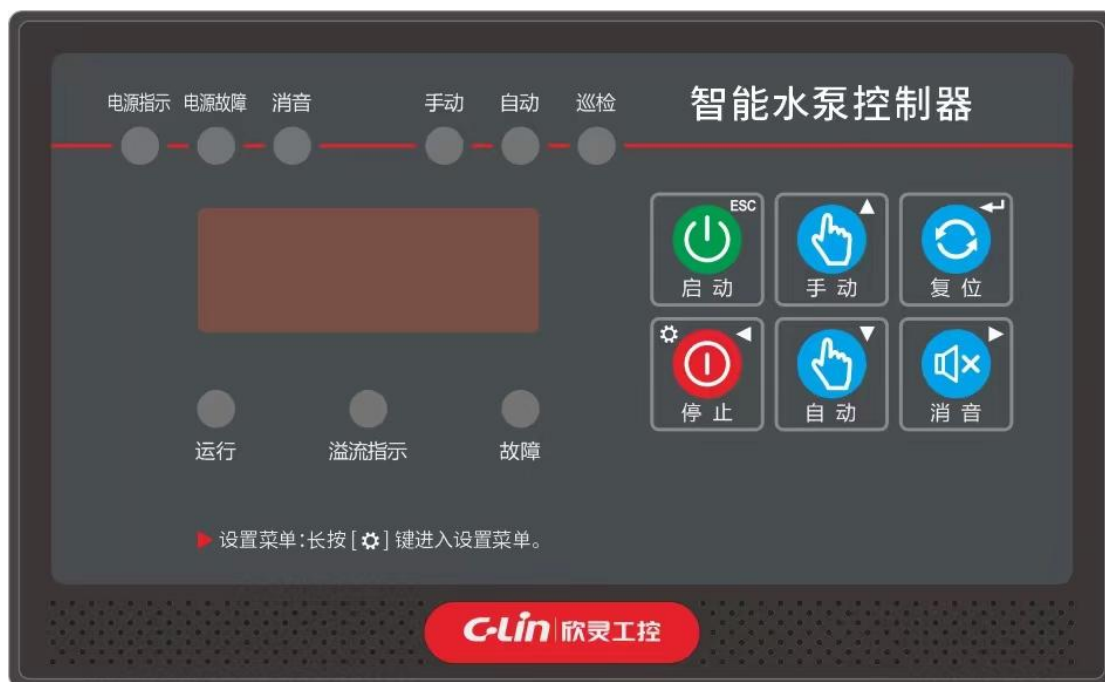 电源指示 电源故障 消音 手动 自动 巡检
智能水泵控制器
ESC
启动 手动 复位
停止 自动 消音
运行 溢流指示 故障
设置菜单:长按[⚙]键进入设置菜单。
C-Lin 欣灵工控